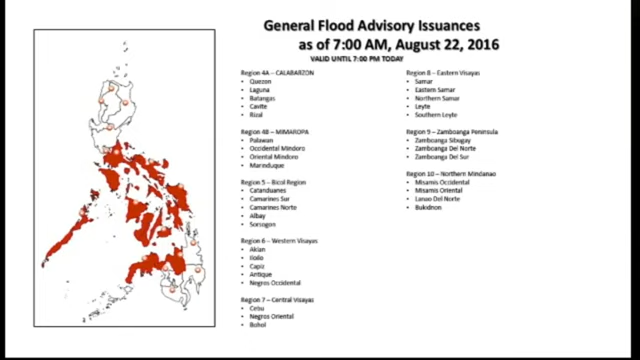 General Flood Advisory Issuances
as of 7:00 AM, August 22, 2016
VALID UNTIL 7:00 PM TODAY
Region 4A – CALABARZON
• Quezon
• Laguna
• Batangas
• Cavite
• Rizal
Region 4B – MIMAROPA
• Palawan
• Occidental Mindoro
• Oriental Mindoro
• Marinduque
Region 5 – Bicol Region
• Catanduanes
• Camarines Sur
• Camarines Norte
• Albay
• Sorsogon
Region 6 – Western Visayas
• Aklan
• Iloilo
• Capiz
• Antique
• Negros Occidental
Region 7 – Central Visayas
• Cebu
• Negros Oriental
• Bohol
Region 8 – Eastern Visayas
• Samar
• Eastern Samar
• Northern Samar
• Leyte
• Southern Leyte
Region 9 – Zamboanga Peninsula
• Zamboanga Sibugay
• Zamboanga Del Norte
• Zamboanga Del Sur
Region 10 – Northern Mindanao
• Misamis Occidental
• Misamis Oriental
• Lanao Del Norte
• Bukidnon